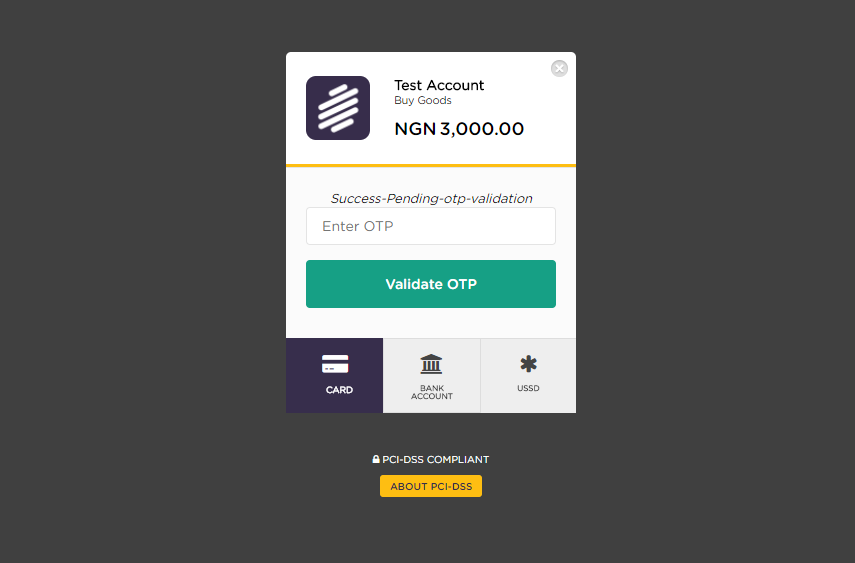 Test Account
Buy Goods
NGN 3,000.00
Success-Pending-otp-validation
Enter OTP
Validate OTP
CARD
BANK
ACCOUNT
USSD
PCI-DSS COMPLIANT
ABOUT PCI-DSS